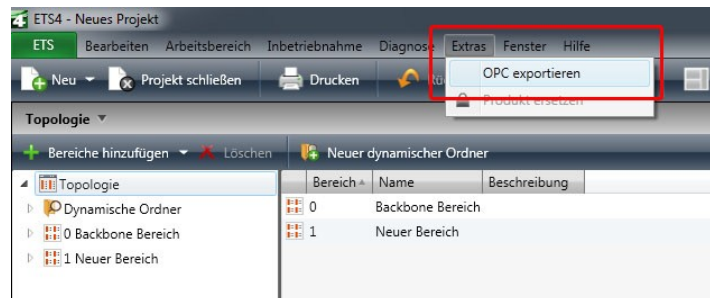 ETS4 - Neues Projekt
ETS Bearbeiten Arbeitsbereich Inbetriebnahme Diagnose Extras Fenster Hilfe
Neu Projekt schließen Drucken OPC exportieren
Produkt ersetzen
Topologie
Bereiche hinzufügen Löschen Neuer dynamischer Ordner
Topologie Bereich Name Beschreibung
Dynamische Ordner 0 Backbone Bereich
0 Backbone Bereich 1 Neuer Bereich
1 Neuer Bereich